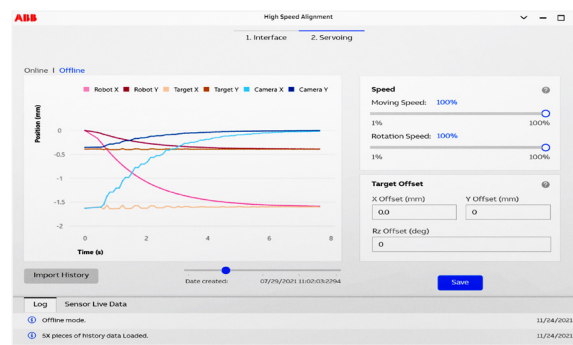 ABB
High Speed Alignment
1. Interface 2. Servoing
Online | Offline
Robot X Robot Y Target X Target Y Camera X Camera Y
Position (mm)
0
-0.5
-1
-1.5
-2
0 2 4 6 8
Time (s)
Import History
Date created: 07/29/2021 11:02:03:2294
Speed
Moving Speed: 100%
1% 100%
Rotation Speed: 100%
1% 100%
Target Offset
X Offset (mm) Y Offset (mm)
0.0 0
Rz Offset (deg)
0
Save
Log Sensor Live Data
Offline mode. 11/24/2021
5X pieces of history data Loaded. 11/24/2021